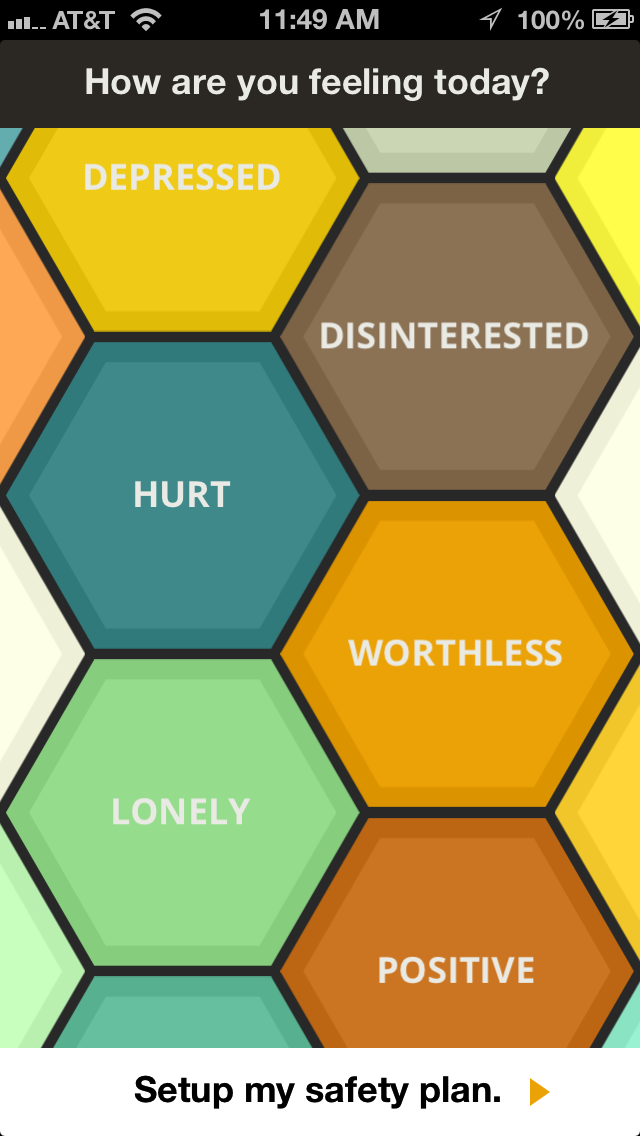 AT&T 11:49 AM 100%
How are you feeling today?
DEPRESSED
DISINTERESTED
HURT
WORTHLESS
LONELY
POSITIVE
Setup my safety plan.